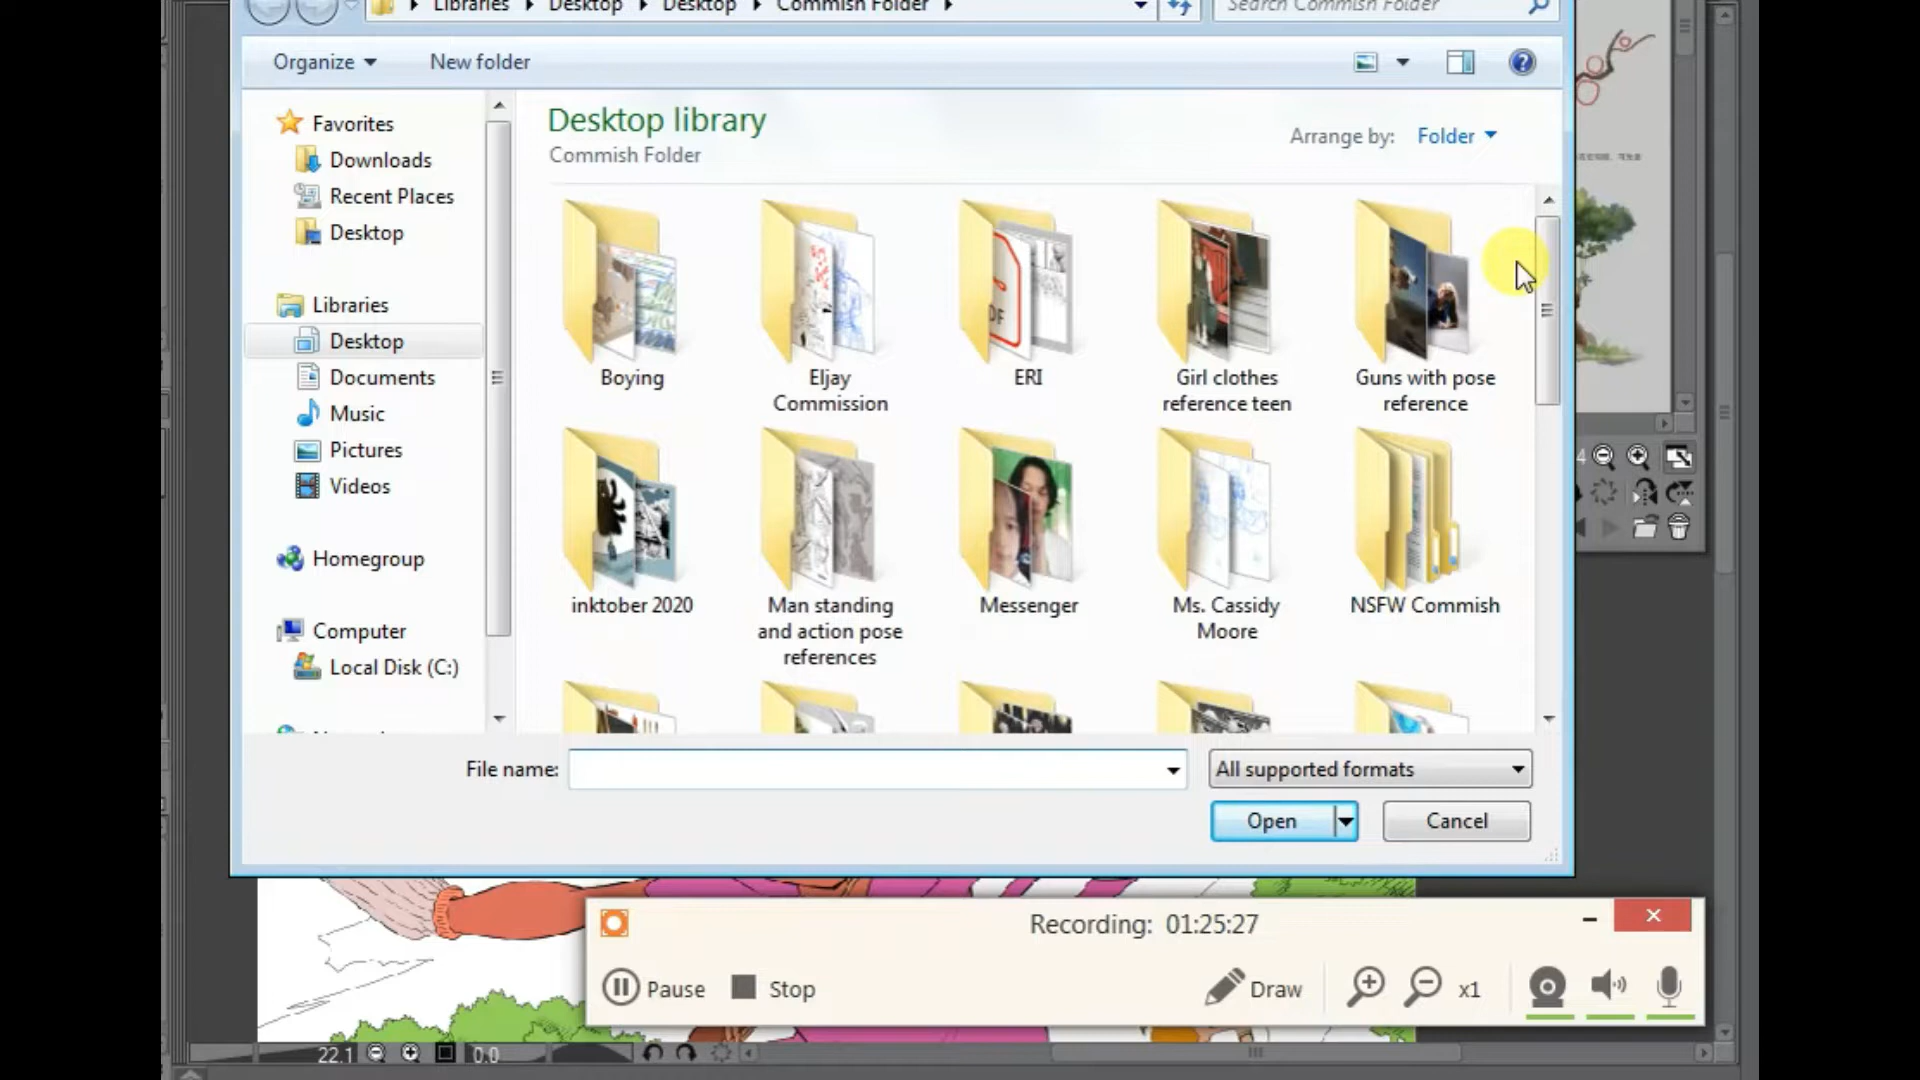 Libraries Desktop Desktop Commish Folder
Search Commish Folder
Organize New folder
Favorites
Downloads
Recent Places
Desktop
Libraries
Desktop
Documents
Music
Pictures
Videos
Homegroup
Computer
Local Disk (C:)
Desktop library
Commish Folder
Arrange by: Folder
Boying
Eljay
Commission
ERI
Girl clothes
reference teen
Guns with pose
reference
inktober 2020
Man standing
and action pose
references
Messenger
Ms. Cassidy
Moore
NSFW Commish
File name:
All supported formats
Open
Cancel
Recording: 01:25:27
Pause
Stop
Draw
x1
22.1
0.0